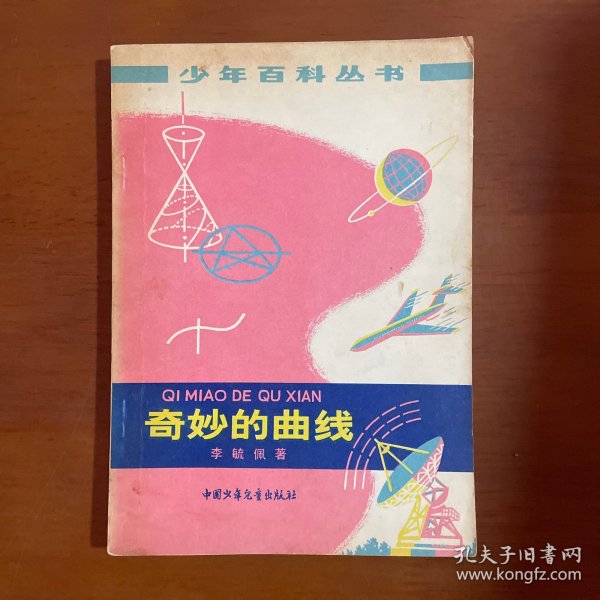 少年百科丛书
QI MIAO DE QU XIAN
奇妙的曲线
李毓佩著
中国少年儿童出版社
孔夫子旧书网
www.kongfz.com